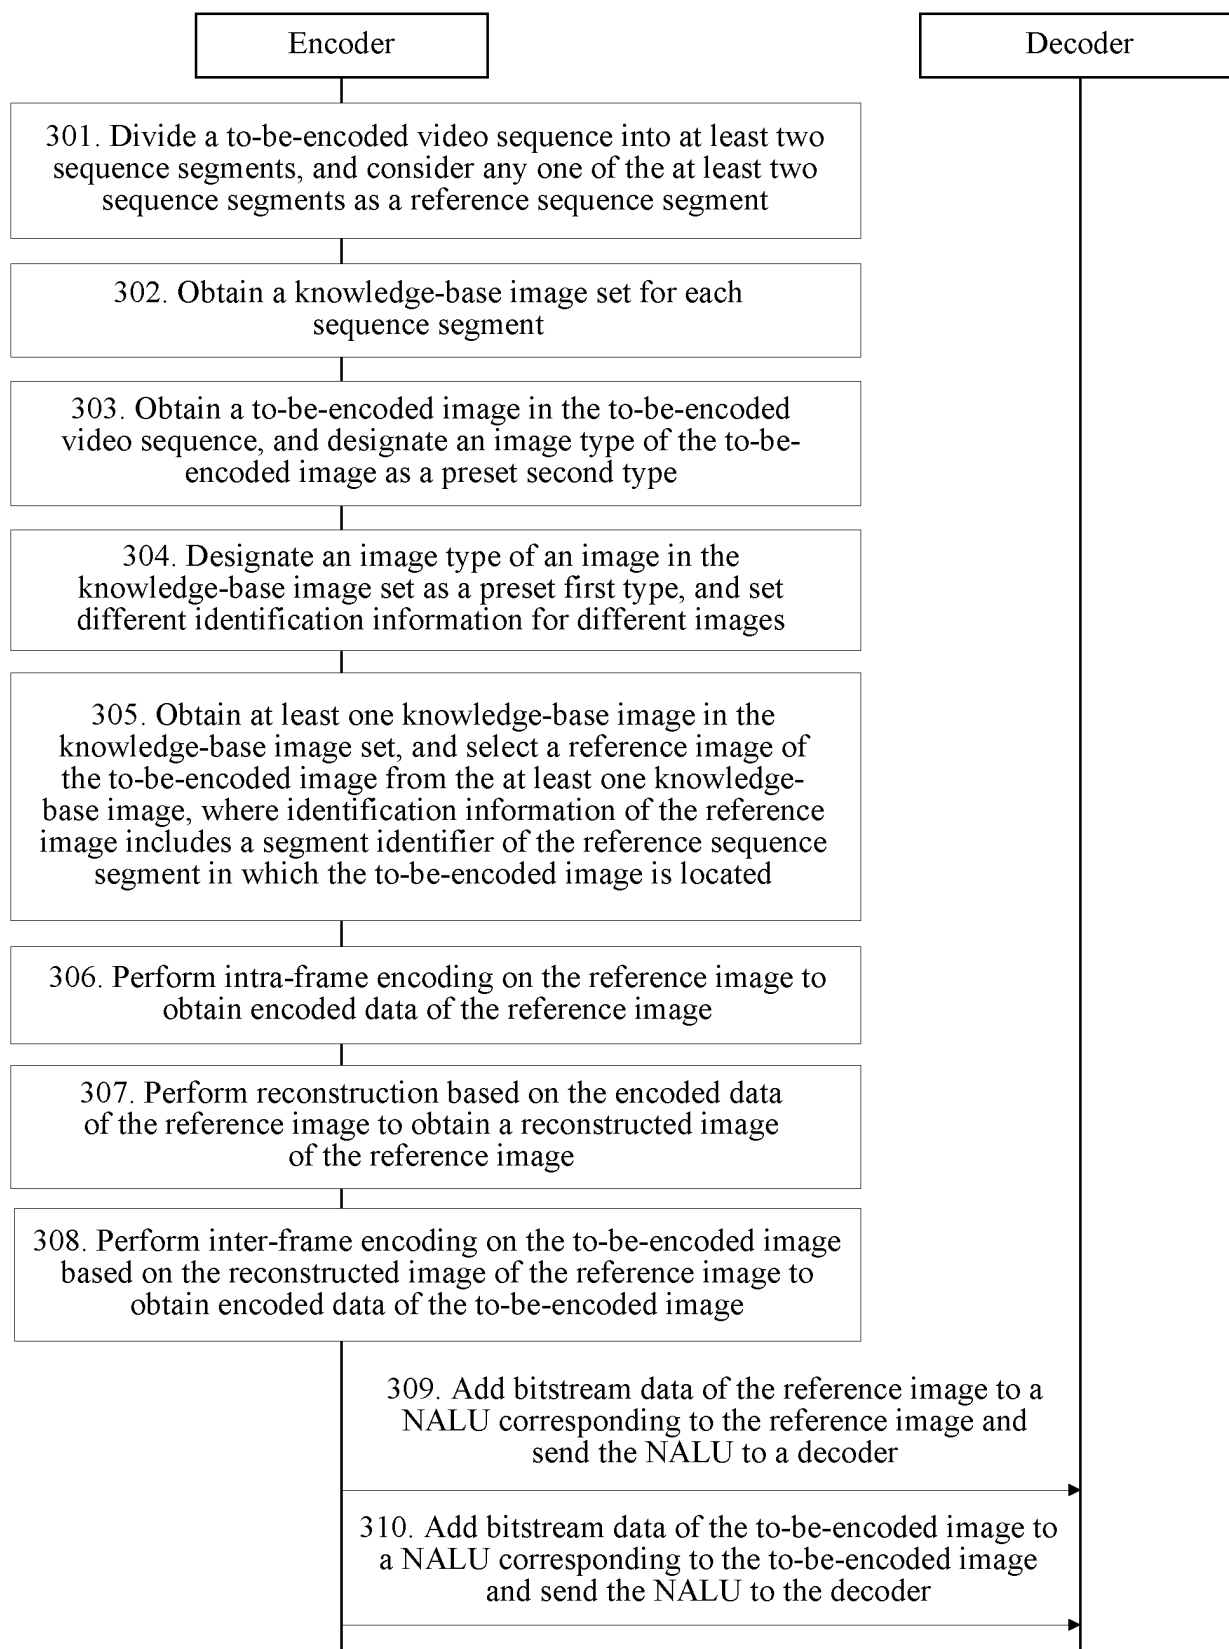 Encoder
Decoder
301. Divide a to-be-encoded video sequence into at least two
sequence segments, and consider any one of the at least two
sequence segments as a reference sequence segment
302. Obtain a knowledge-base image set for each
sequence segment
303. Obtain a to-be-encoded image in the to-be-encoded
video sequence, and designate an image type of the to-be-
encoded image as a preset second type
304. Designate an image type of an image in the
knowledge-base image set as a preset first type, and set
different identification information for different images
305. Obtain at least one knowledge-base image in the
knowledge-base image set, and select a reference image of
the to-be-encoded image from the at least one knowledge-
base image, where identification information of the reference
image includes a segment identifier of the reference sequence
segment in which the to-be-encoded image is located
306. Perform intra-frame encoding on the reference image to
obtain encoded data of the reference image
307. Perform reconstruction based on the encoded data
of the reference image to obtain a reconstructed image
of the reference image
308. Perform inter-frame encoding on the to-be-encoded image
based on the reconstructed image of the reference image to
obtain encoded data of the to-be-encoded image
309. Add bitstream data of the reference image to a
NALU corresponding to the reference image and
send the NALU to a decoder
310. Add bitstream data of the to-be-encoded image to
a NALU corresponding to the to-be-encoded image
and send the NALU to the decoder